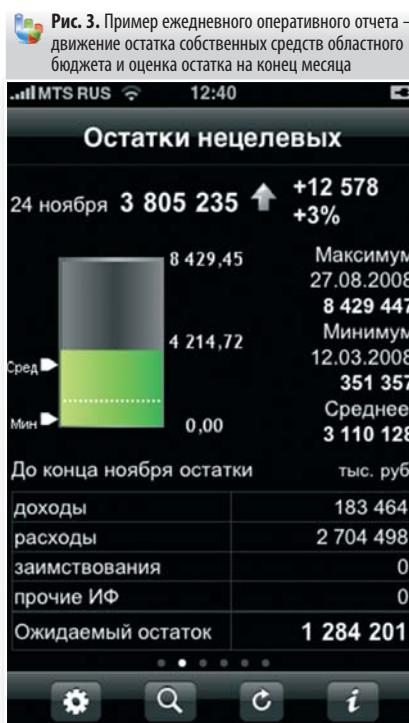 Рис. 3. Пример ежедневного оперативного отчета –
движение остатка собственных средств областного
бюджета и оценка остатка на конец месяца
MTS RUS 12:40
Остатки нецелевых
24 ноября 3 805 235 +12 578
+3%
8 429,45
4 214,72
0,00
Сред
Мин
Максимум
27.08.2008
8 429 447
Минимум
12.03.2008
351 357
Среднее
3 110 128
До конца ноября остатки тыс. руб
доходы 183 464
расходы 2 704 498
заимствования 0
прочие ИФ 0
Ожидаемый остаток 1 284 201
i